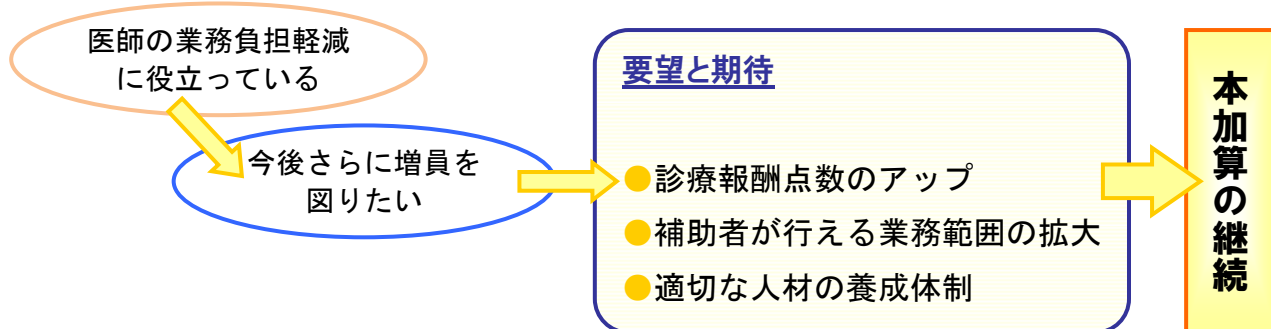 医師の業務負担軽減
に役立っている
今後さらに増員を
図りたい
要望と期待
●診療報酬点数のアップ
●補助者が行える業務範囲の拡大
●適切な人材の養成体制
本加算の継続